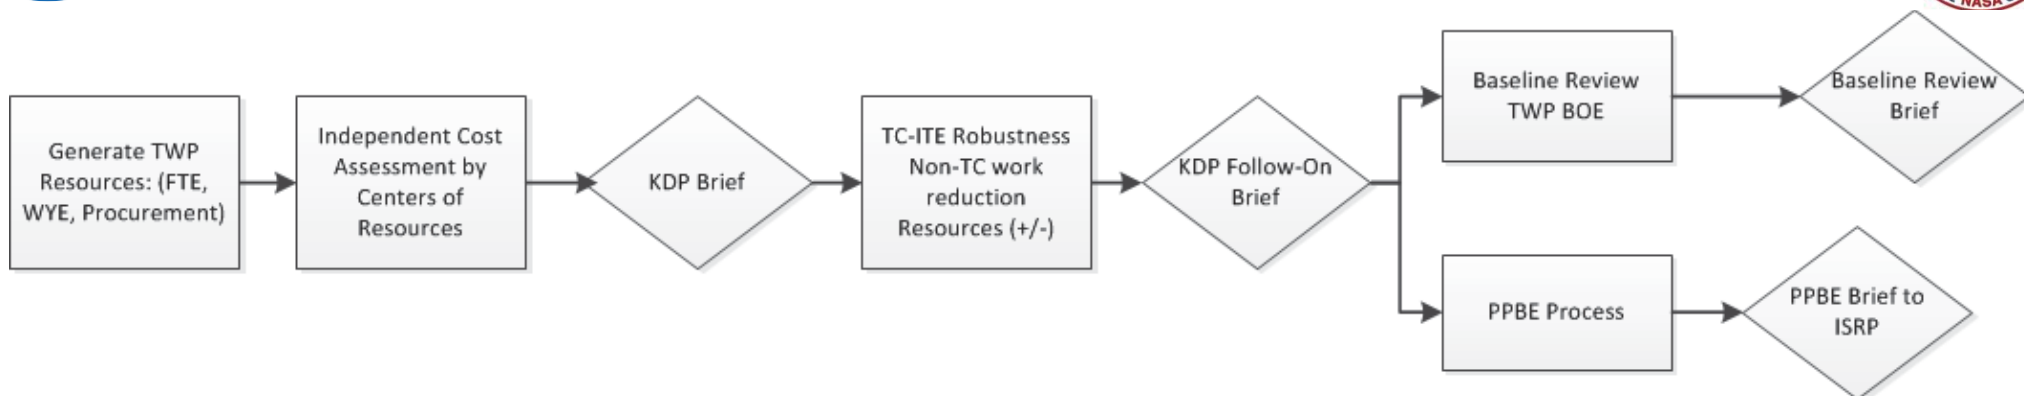 NASA
Generate TWP
Resources: (FTE,
WYE, Procurement)
Independent Cost
Assessment by
Centers of
Resources
KDP Brief
TC-ITE Robustness
Non-TC work
reduction
Resources (+/-)
KDP Follow-On
Brief
Baseline Review
TWP BOE
Baseline Review
Brief
PPBE Process
PPBE Brief to
ISRP